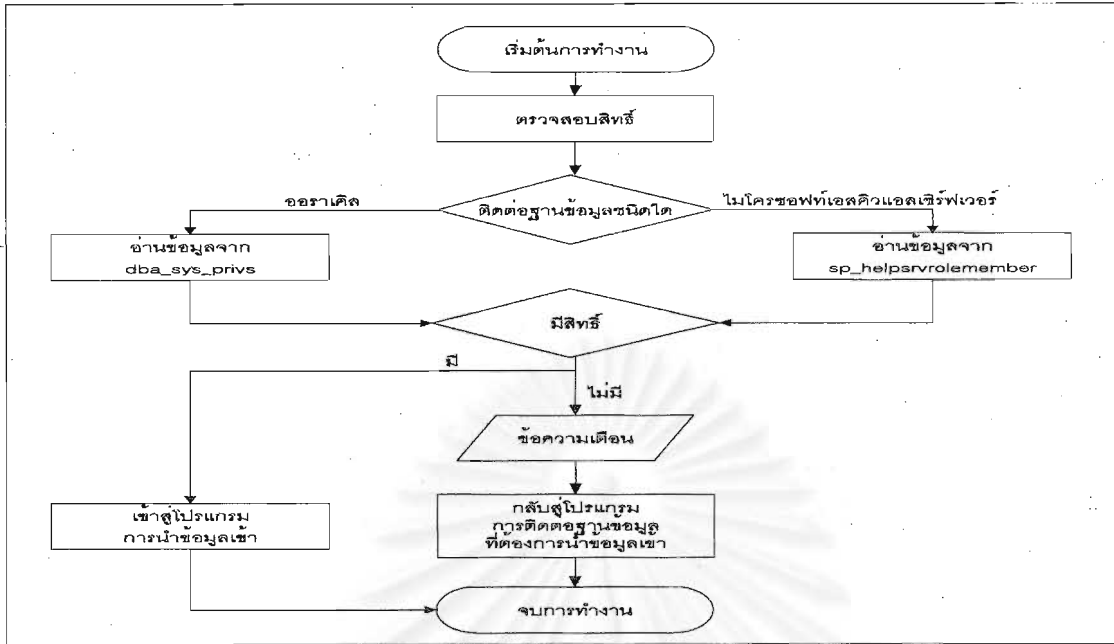 เริ่มต้นการทำงาน
ตรวจสอบสิทธิ์
ติดต่อฐานข้อมูลชนิดใด
ออราเคิล
ไมโครซอฟท์เอสคิวแอลเซิร์ฟเวอร์
อ่านข้อมูลจาก
dba_sys_privs
อ่านข้อมูลจาก
sp_helpsrvrolemember
มีสิทธิ์
มี
ไม่มี
ข้อความเตือน
เข้าสู่โปรแกรม
การนำข้อมูลเข้า
กลับสู่โปรแกรม
การติดต่อฐานข้อมูล
ที่ต้องการนำข้อมูลเข้า
จบการทำงาน